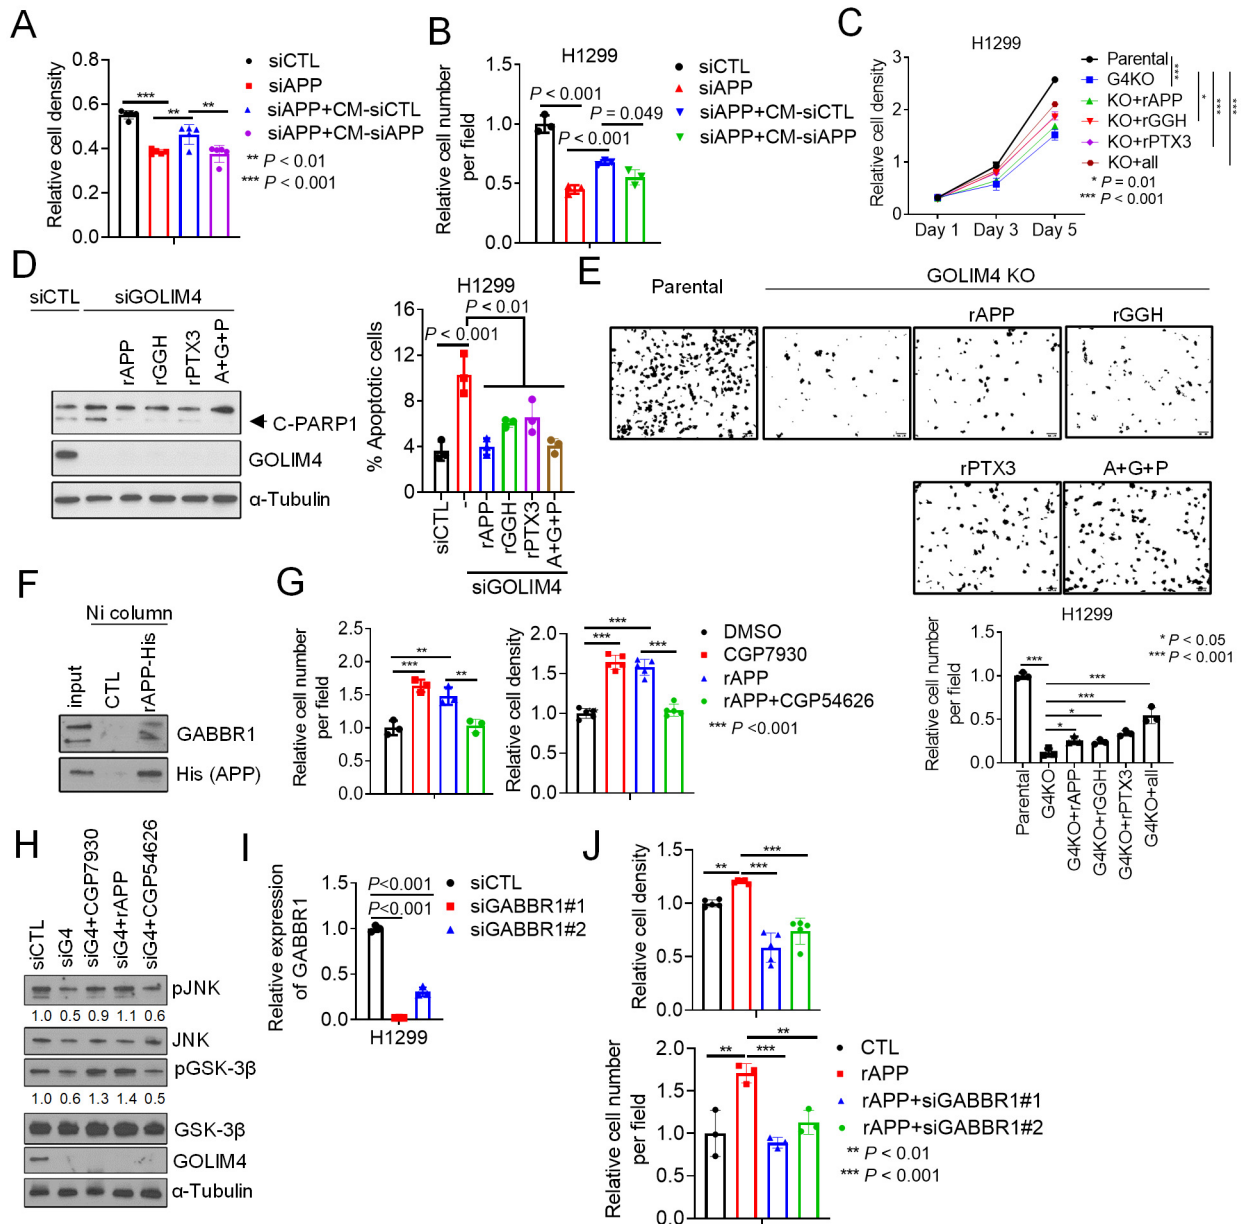 A
Relative cell density
0.8
0.6
0.4
0.2
0.0
***
**
**
siCTL
siAPP
siAPP+CM-siCTL
siAPP+CM-siAPP
** P < 0.01
*** P < 0.001
B
H1299
Relative cell number
per field
1.5
1.0
0.5
0.0
P < 0.001
P = 0.049
P < 0.001
siCTL
siAPP
siAPP+CM-siCTL
siAPP+CM-siAPP
C
H1299
Relative cell density
3
2
1
0
Day 1 Day 3 Day 5
Parental
G4KO
KO+rAPP
KO+rGGH
KO+rPTX3
KO+all
***
*
***
***
* P = 0.01
*** P < 0.001
D
siCTL siGOLIM4
rAPP
rGGH
rPTX3
A+G+P
C-PARP1
GOLIM4
α-Tubulin
H1299
% Apoptotic cells
16
12
8
4
0
P < 0.01
P < 0.001
siCTL
-
rAPP
rGGH
rPTX3
A+G+P
siGOLIM4
E
GOLIM4 KO
Parental
rAPP rGGH
rPTX3 A+G+P
H1299
Relative cell number
per field
1.5
1.0
0.5
0.0
***
***
***
*
*
* P < 0.05
*** P < 0.001
Parental
G4KO
G4KO+rAPP
G4KO+rGGH
G4KO+rPTX3
G4KO+all
F
Ni column
input
CTL
rAPP-His
GABBR1
His (APP)
G
Relative cell number
per field
2.5
2.0
1.5
1.0
0.5
0.0
**
***
**
Relative cell density
2.0
1.5
1.0
0.5
0.0
***
***
***
DMSO
CGP7930
rAPP
rAPP+CGP54626
*** P <0.001
H
siCTL
siG4
siG4+CGP7930
siG4+rAPP
siG4+CGP54626
pJNK
1.0 0.5 0.9 1.1 0.6
JNK
pGSK-3β
1.0 0.6 1.3 1.4 0.5
GSK-3β
GOLIM4
α-Tubulin
I
Relative expression
of GABBR1
1.5
1.0
0.5
0.0
P<0.001
P<0.001
H1299
siCTL
siGABBR1#1
siGABBR1#2
J
Relative cell density
1.5
1.0
0.5
0.0
**
***
***
Relative cell number
per field
2.0
1.5
1.0
0.5
0.0
**
**
***
CTL
rAPP
rAPP+siGABBR1#1
rAPP+siGABBR1#2
** P < 0.01
*** P < 0.001